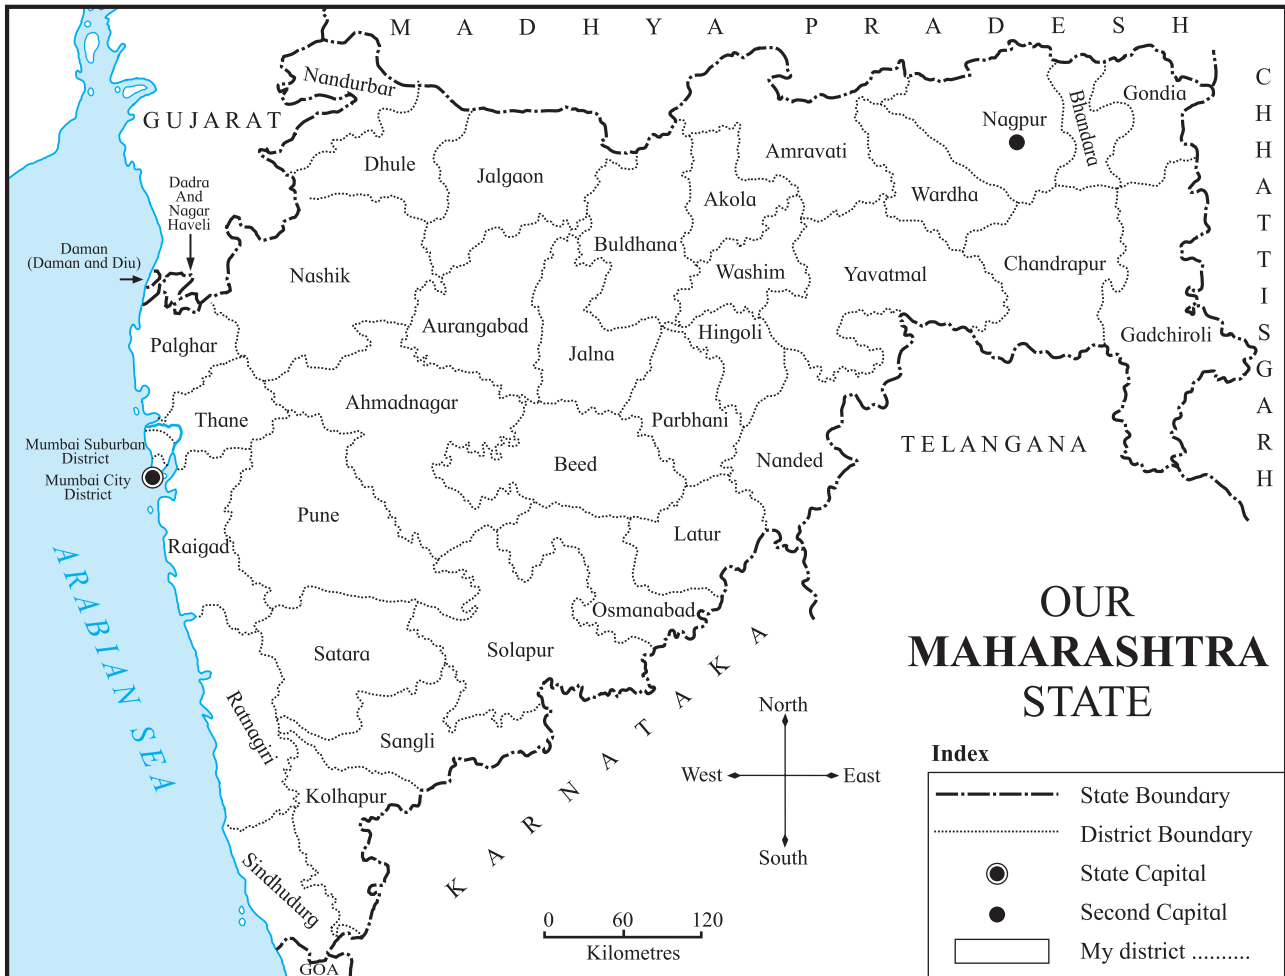 M A D H Y A P R A D E S H
CHHATTISGARH
GUJARAT
Nandurbar
Dhule
Jalgaon
Amravati
Nagpur
Bhandara
Gondia
Dadra
And
Nagar
Haveli
Daman
(Daman and Diu)
Akola
Wardha
Buldhana
Nashik
Washim
Yavatmal
Chandrapur
Aurangabad
Hingoli
Gadchiroli
Palghar
Jalna
Ahmadnagar
Thane
Parbhani
Mumbai Suburban
District
Mumbai City
District
Beed
Nanded
TELANGANA
Pune
Latur
Raigad
Osmanabad
Satara
Solapur
Ratnagiri
Sangli
Kolhapur
Sindhudurg
GOA
ARABIAN SEA
KARNATAKA
OUR
MAHARASHTRA
STATE
North
West
East
South
0 60 120
Kilometres
Index
State Boundary
District Boundary
State Capital
Second Capital
My district ..........